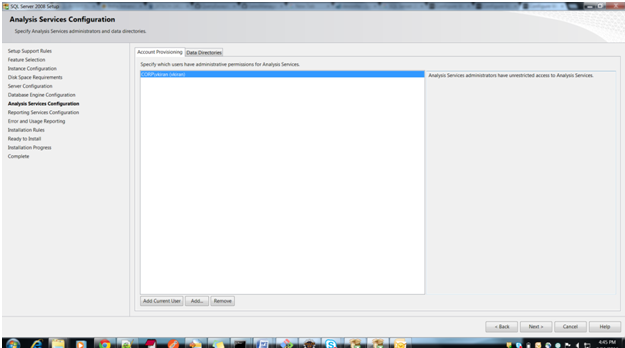 SQL Server 2008 Setup
Analysis Services Configuration
Specify Analysis Services administrators and data directories.
Setup Support Rules
Feature Selection
Instance Configuration
Disk Space Requirements
Server Configuration
Database Engine Configuration
Analysis Services Configuration
Reporting Services Configuration
Error and Usage Reporting
Installation Rules
Ready to Install
Installation Progress
Complete
Account Provisioning Data Directories
Specify which users have administrative permissions for Analysis Services.
Analysis Services administrators have unrestricted access to Analysis Services.
Add Current User Add... Remove
< Back Next > Cancel Help
4:45 PM